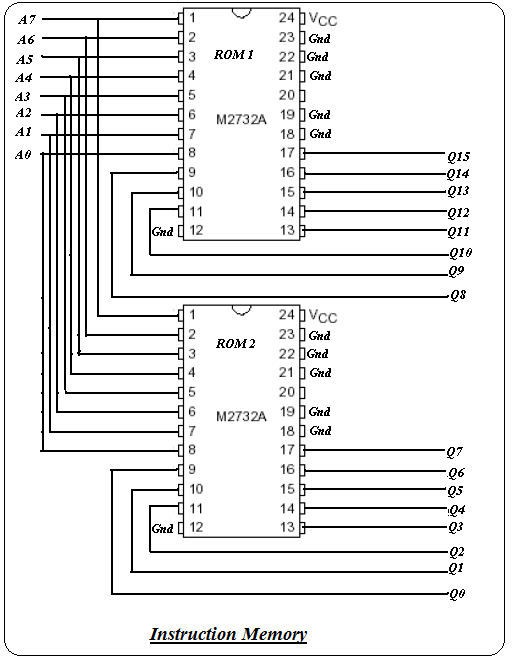 A7 1 24 VCC
A6 2 23 Gnd
A5 3 ROM 1 22 Gnd
A4 4 21 Gnd
A3 5 20
A2 6 M2732A 19 Gnd
A1 7 18 Gnd
A0 8 17 Q15
9 16 Q14
10 15 Q13
11 14 Q12
Gnd 12 13 Q11
Q10
Q9
Q8
1 24 VCC
2 23 Gnd
3 ROM 2 22 Gnd
4 21 Gnd
5 20
6 M2732A 19 Gnd
7 18 Gnd
8 17 Q7
9 16 Q6
10 15 Q5
11 14 Q4
Gnd 12 13 Q3
Q2
Q1
Q0
Instruction Memory